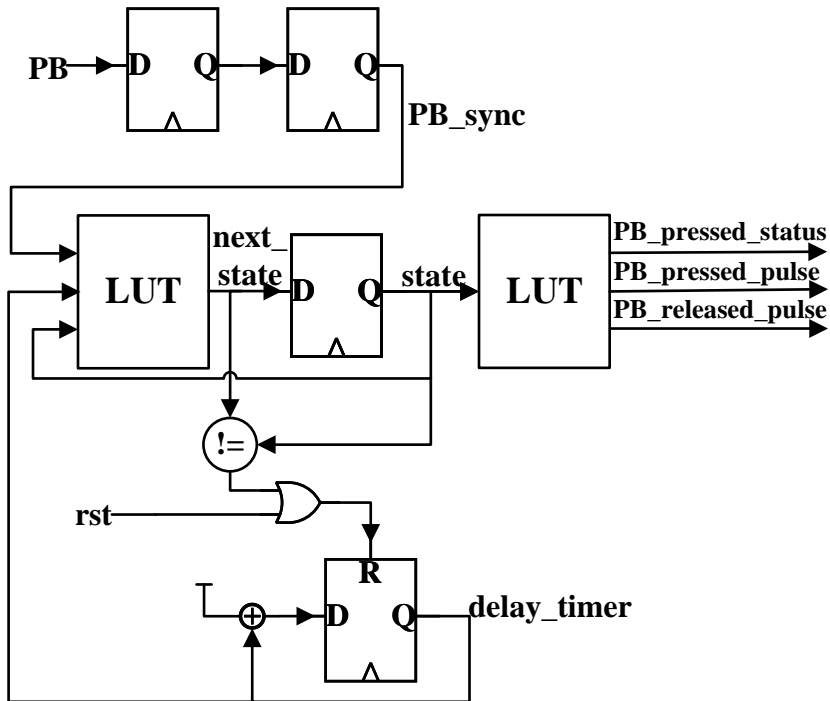 PB D Q D Q
PB_sync
LUT next_
state D Q state LUT PB_pressed_status
PB_pressed_pulse
PB_released_pulse
!=
rst
R
D Q delay_timer
+